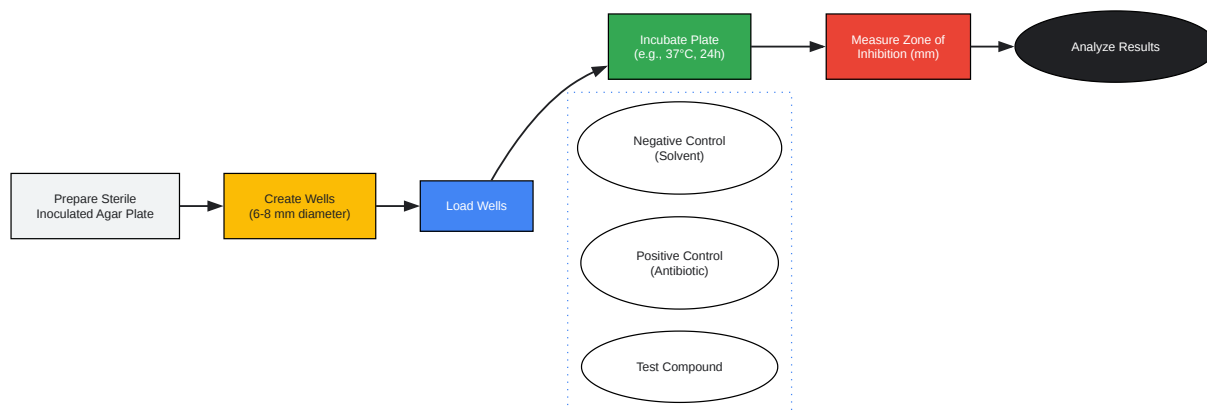 Prepare Sterile
Inoculated Agar Plate
Create Wells
(6-8 mm diameter)
Load Wells
Incubate Plate
(e.g., 37°C, 24h)
Measure Zone of
Inhibition (mm)
Analyze Results
Negative Control
(Solvent)
Positive Control
(Antibiotic)
Test Compound